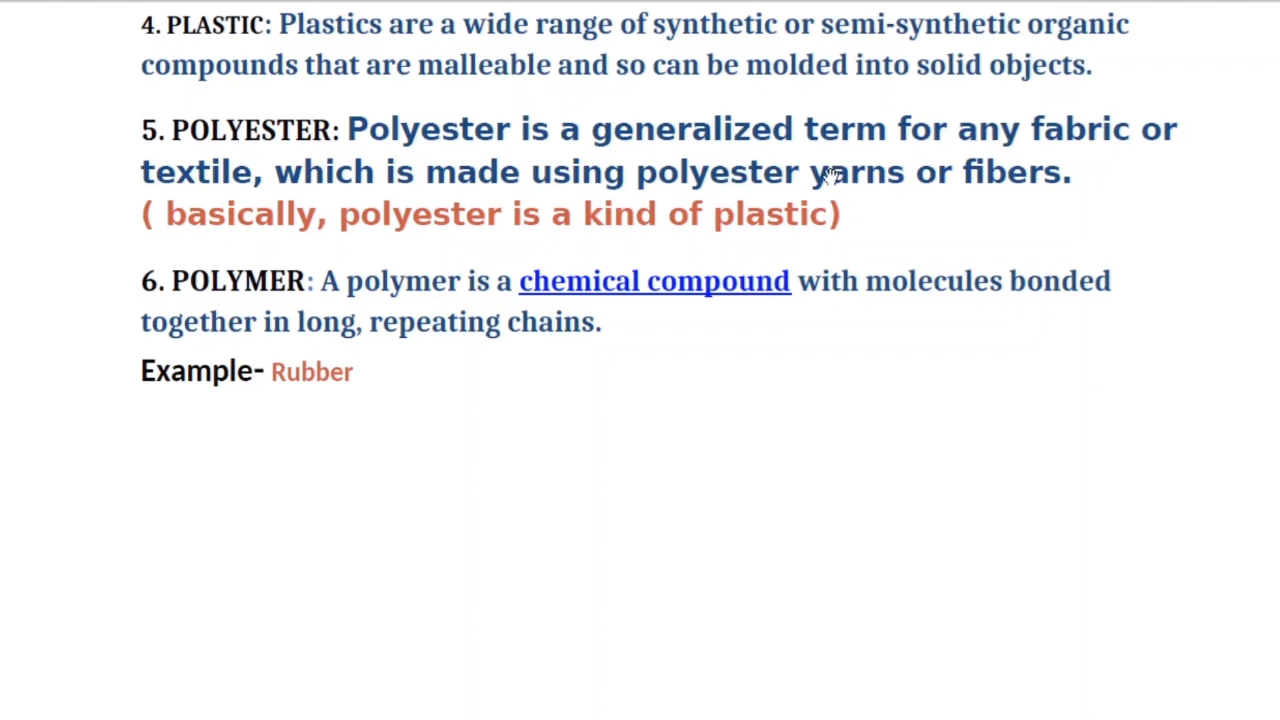 4. PLASTIC: Plastics are a wide range of synthetic or semi-synthetic organic
compounds that are malleable and so can be molded into solid objects.
5. POLYESTER: Polyester is a generalized term for any fabric or
textile, which is made using polyester yarns or fibers.
( basically, polyester is a kind of plastic)
6. POLYMER: A polymer is a chemical compound with molecules bonded
together in long, repeating chains.
Example- Rubber